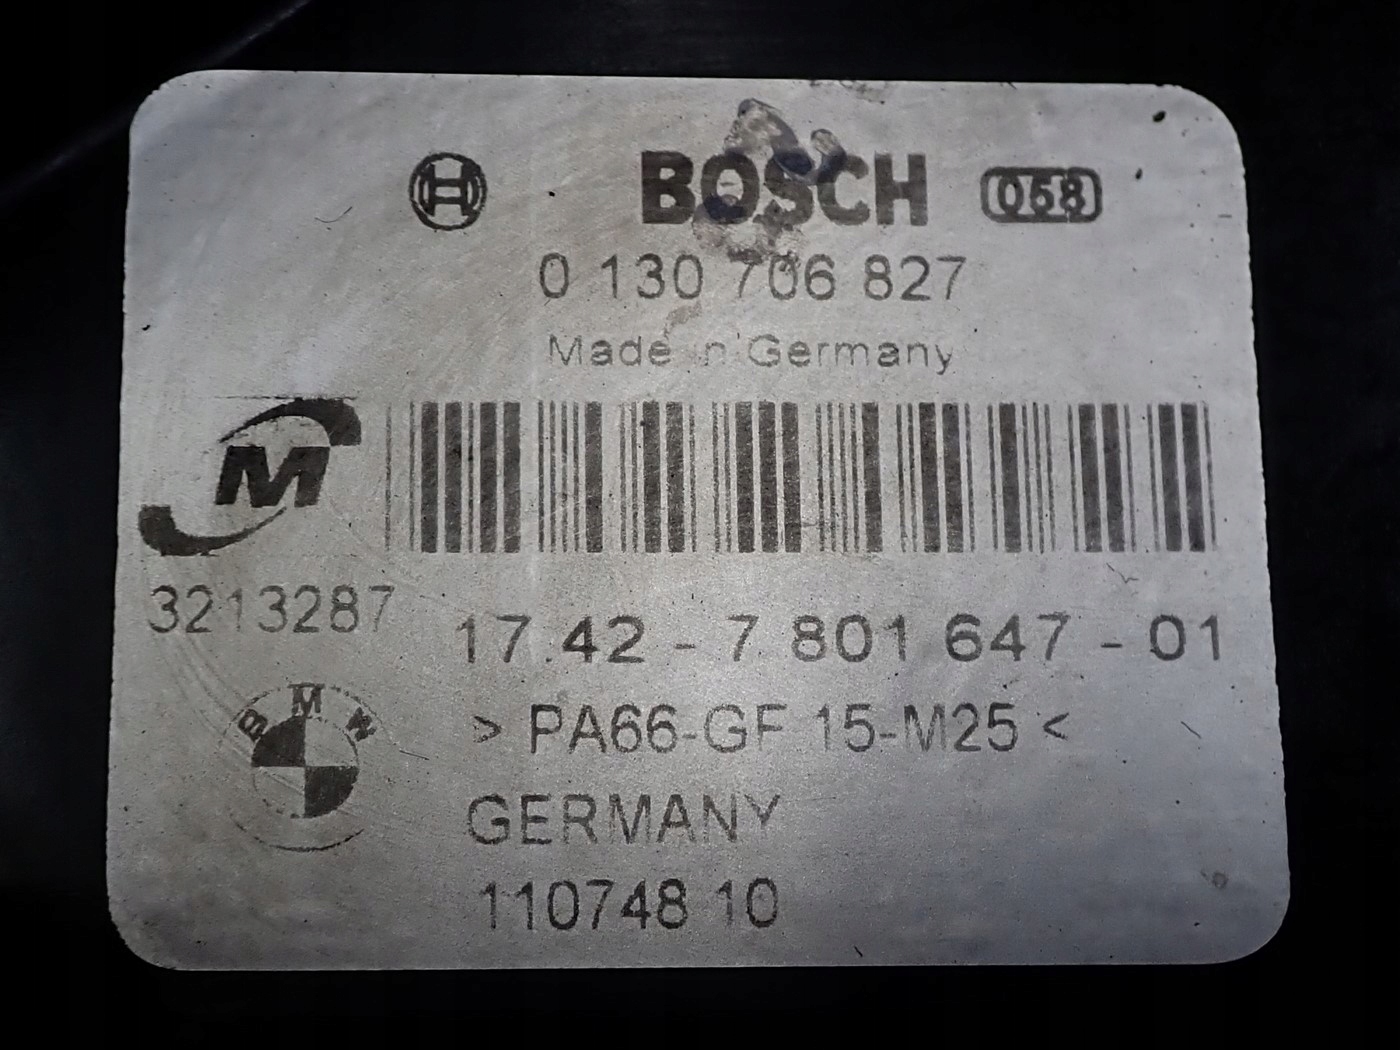 BOSCH 058
0 130 706 827
Made in Germany
M
3213287
17.42 - 7 801 647 - 01
BMW
> PA66-GF 15-M25 <
GERMANY
110748 10